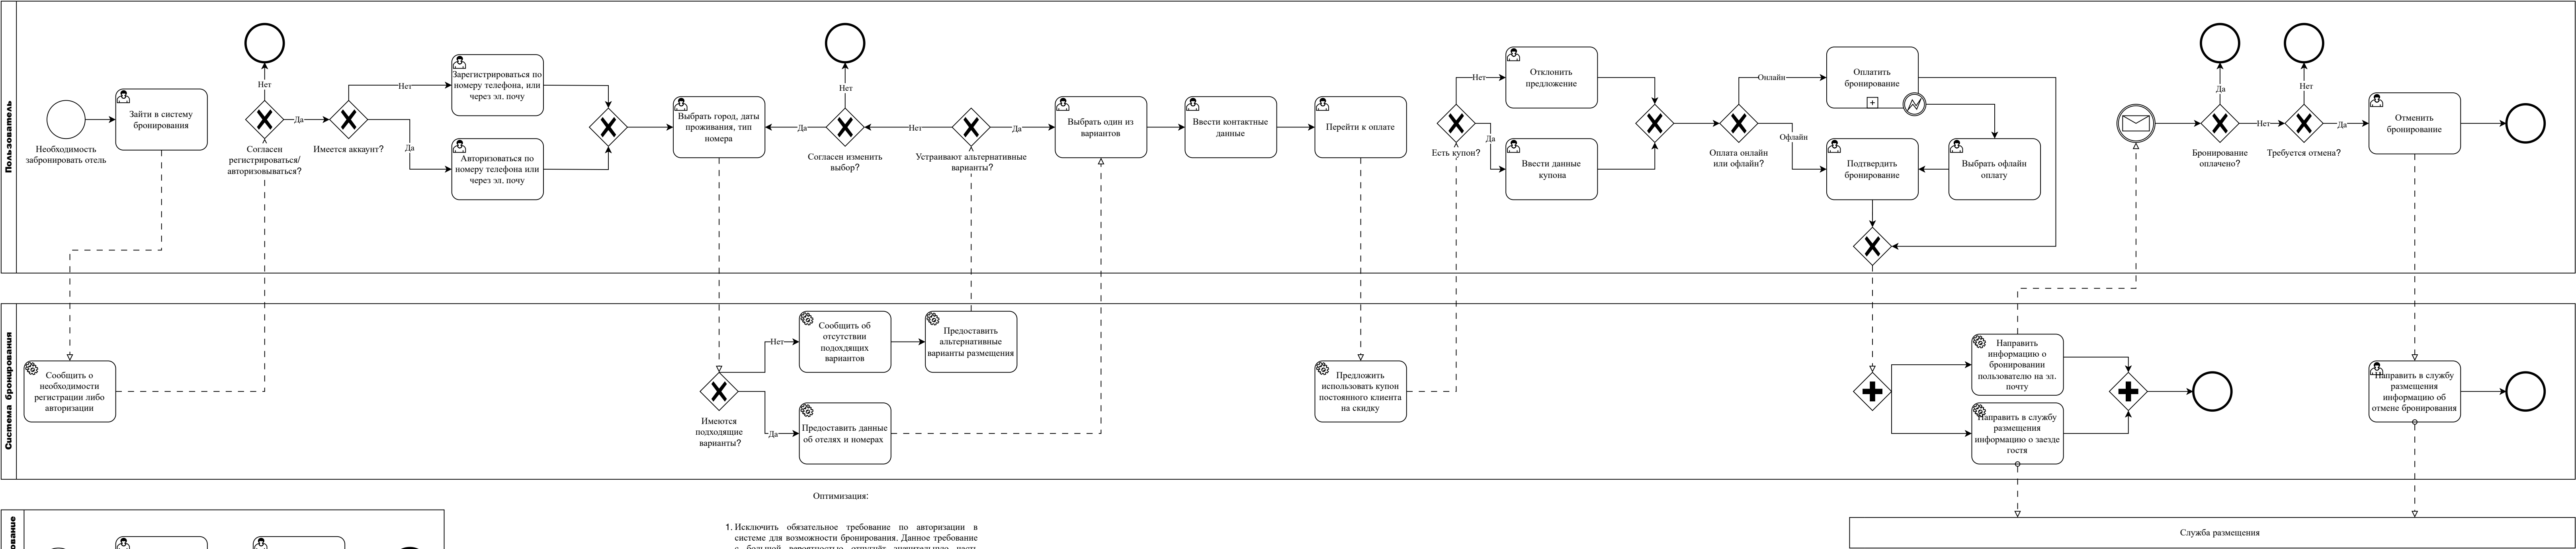 Пользователь
Необходимость
забронировать отель
Зайти в систему
бронирования
Нет
Да
Согласен
регистрироваться/
авторизовываться?
Имеется аккаунт?
Нет
Да
Зарегистрироваться по
номеру телефона, или
через эл. почу
Авторизоваться по
номеру телефона или
через эл. почу
Выбрать город, даты
проживания, тип
номера
Нет
Да
Согласен изменить
выбор?
Нет
Устраивают альтернативные
варианты?
Да
Выбрать один из
вариантов
Ввести контактные
данные
Перейти к оплате
Есть купон?
Нет
Да
Отклонить
предложение
Ввести данные
купона
Оплата онлайн
или офлайн?
Онлайн
Офлайн
Оплатить
бронирование
Подтвердить
бронирование
Выбрать офлайн
оплату
Да
Бронирование
оплачено?
Нет
Нет
Требуется отмена?
Да
Отменить
бронирование
Система бронирования
Сообщить о
необходимости
регистрации либо
авторизации
Имеются
подходящие
варианты?
Нет
Да
Сообщить об
отсутствии
подохдящих
вариантов
Предоставить
альтернативные
варианты размещения
Предоставить данные
об отелях и номерах
Предложить
использовать купон
постоянного клиента
на скидку
Направить
информацию о
бронировании
пользователю на эл.
почту
Направить в службу
размещения
информацию о заезде
гостя
Направить в службу
размещения
информацию об
отмене бронирования
Служба размещения
Оптимизация:
1. Исключить обязательное требование по авторизации в
системе для возможности бронирования. Данное требование